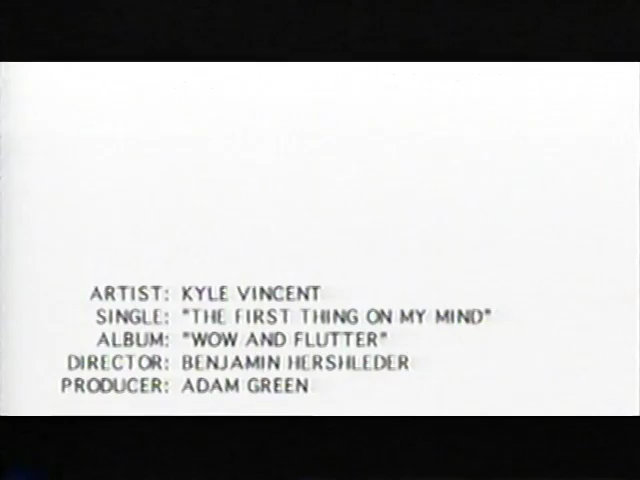 ARTIST: KYLE VINCENT
SINGLE: "THE FIRST THING ON MY MIND"
ALBUM: "WOW AND FLUTTER"
DIRECTOR: BENJAMIN HERSHLEDER
PRODUCER: ADAM GREEN